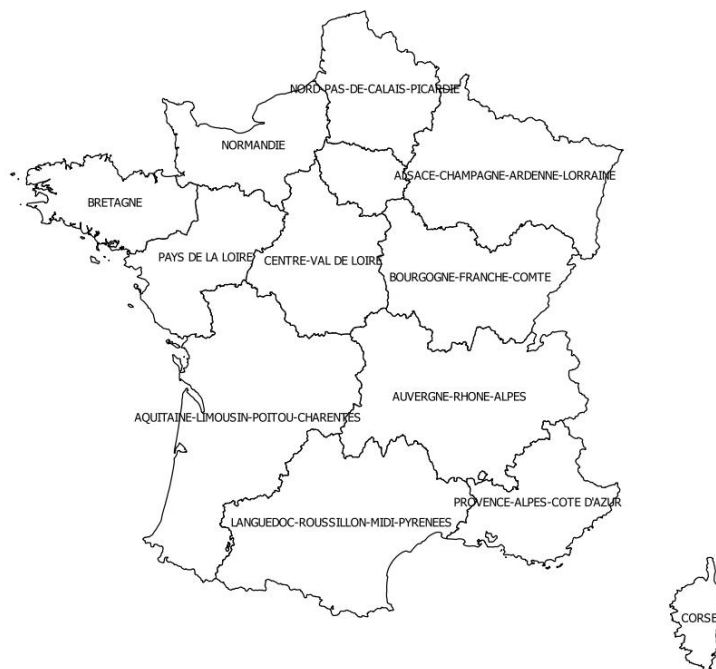 NORD-PAS-DE-CALAIS-PICARDIE
NORMANDIE
ALSACE-CHAMPAGNE-ARDENNE-LORRAINE
BRETAGNE
PAYS DE LA LOIRE
CENTRE-VAL DE LOIRE
BOURGOGNE-FRANCHE-COMTE
AUVERGNE-RHONE-ALPES
AQUITAINE-LIMOUSIN-POITOU-CHARENTES
PROVENCE-ALPES-COTE D'AZUR
LANGUEDOC-ROUSSILLON-MIDI-PYRENEES
CORSE